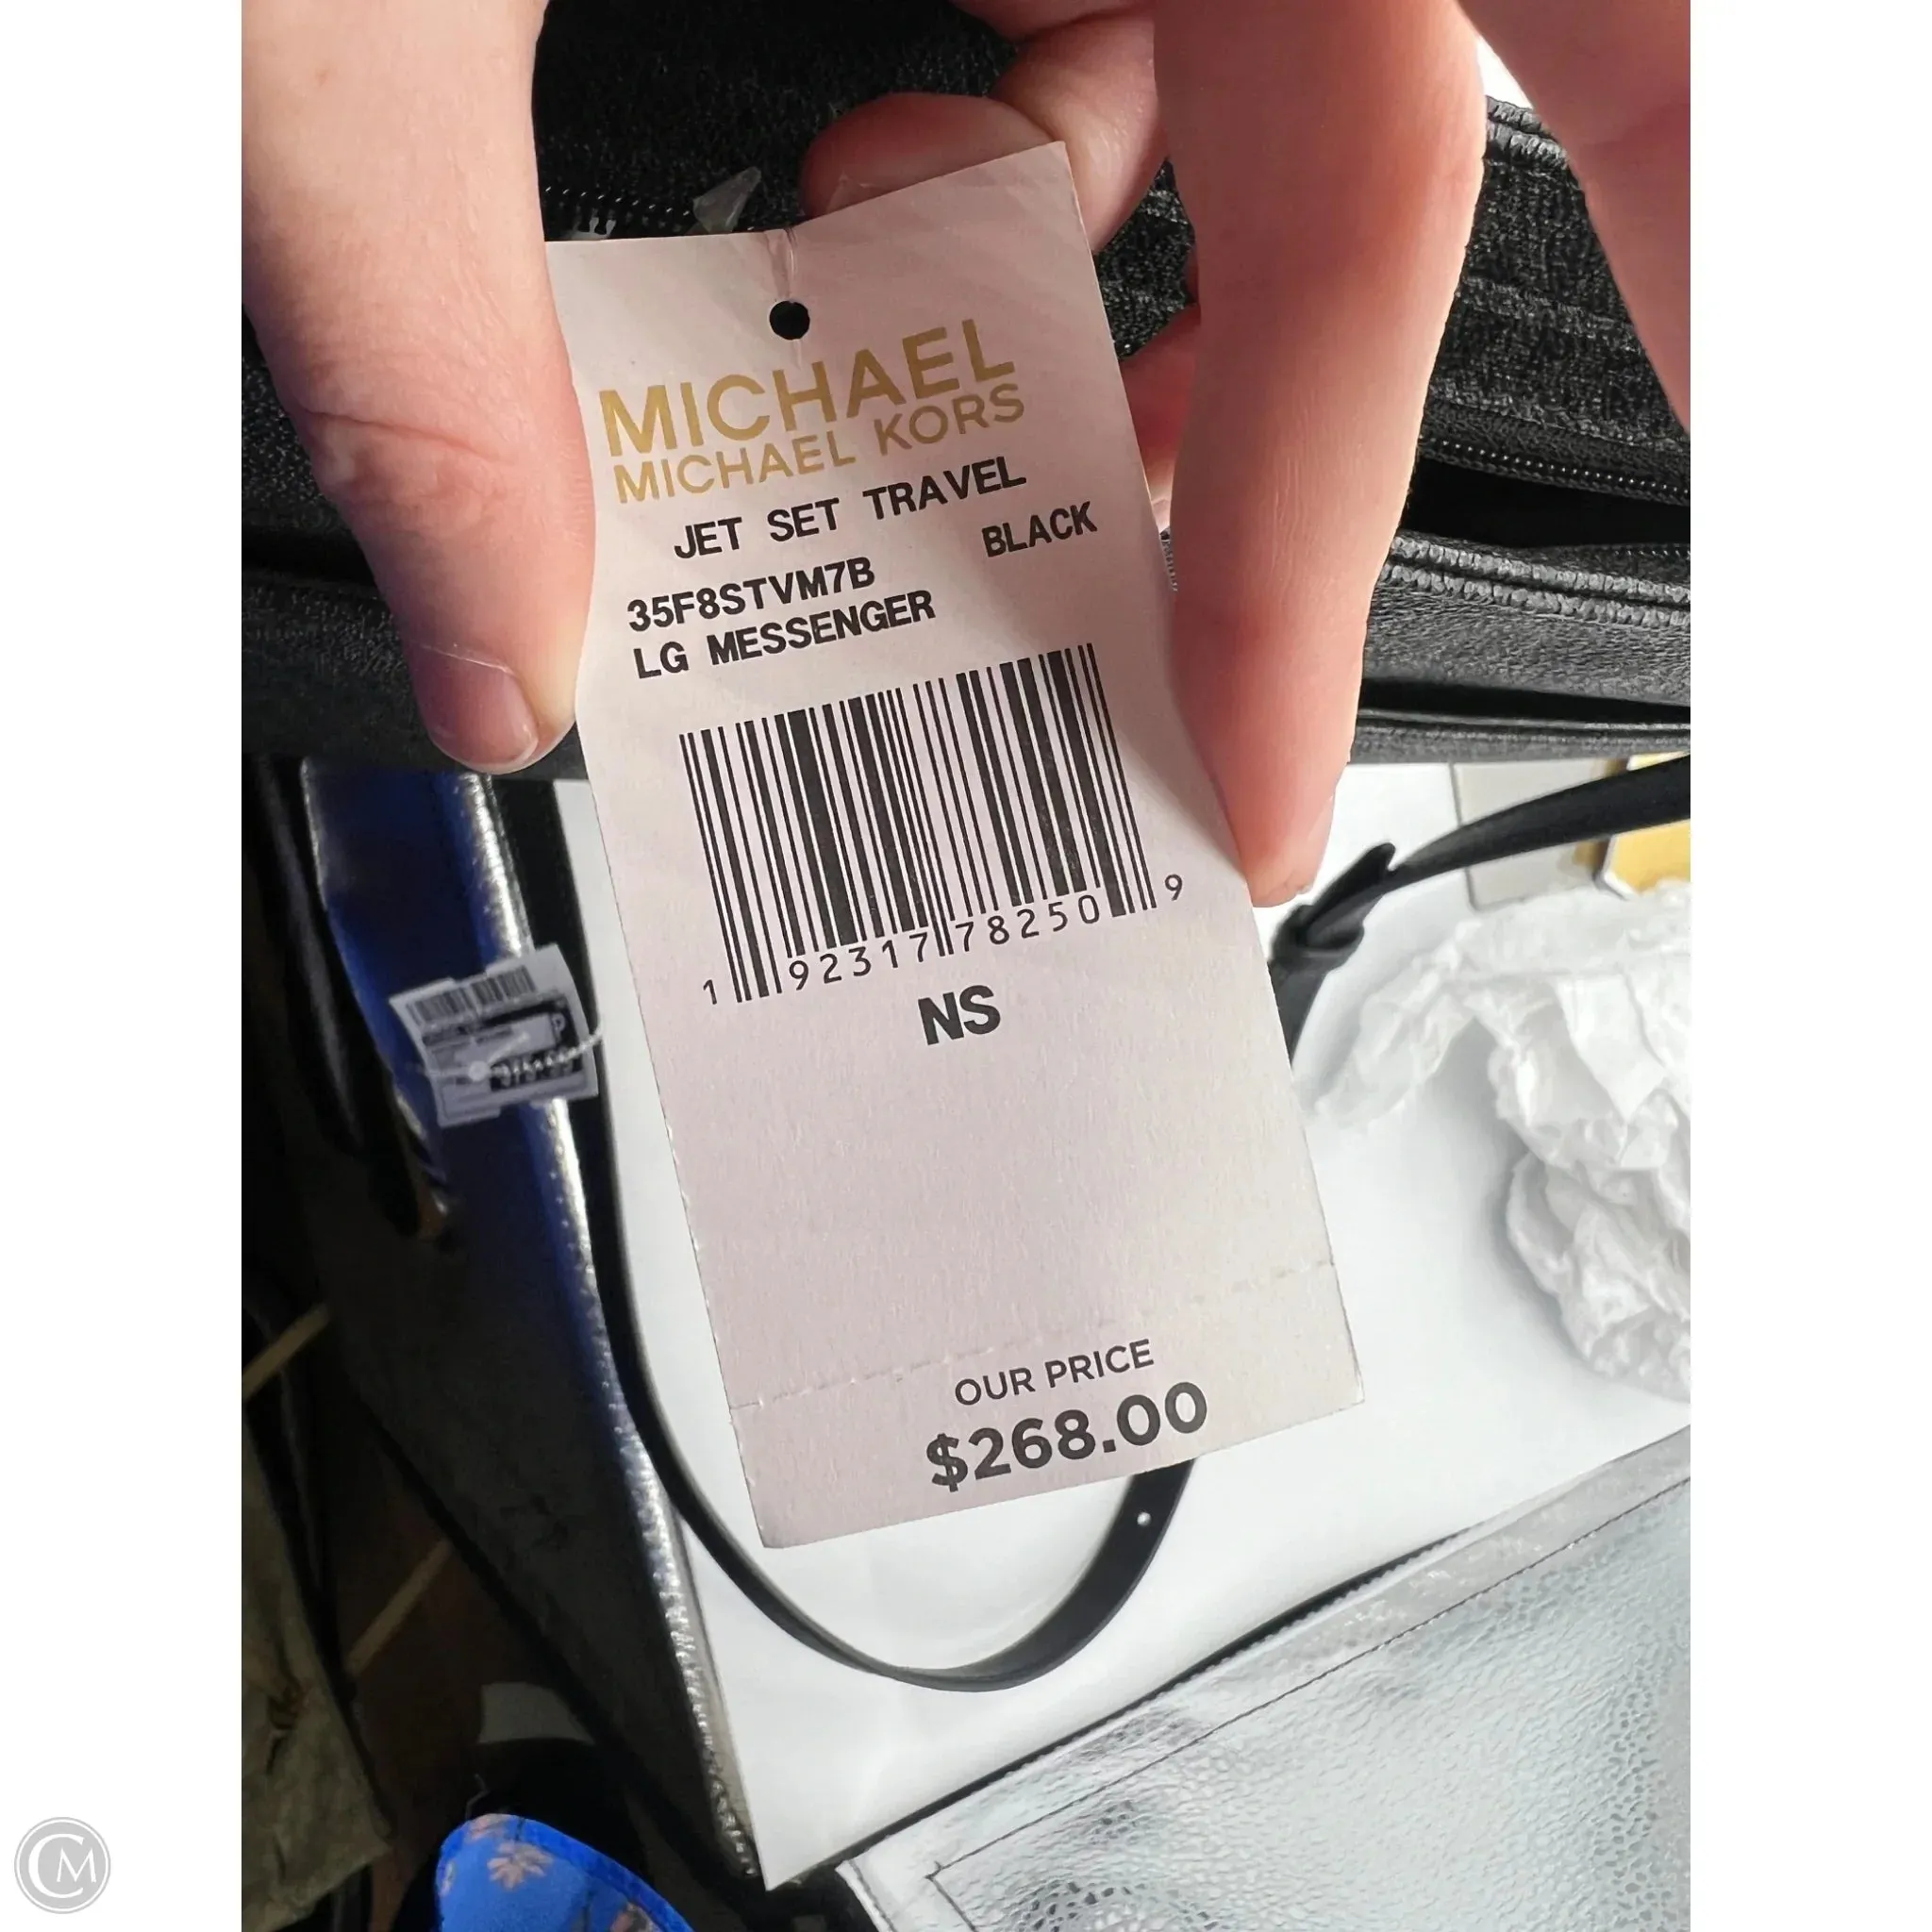 MICHAEL
MICHAEL KORS
JET SET TRAVEL
35F8STVM7B BLACK
LG MESSENGER
1 92317 78250 9
NS
OUR PRICE
$268.00
CM